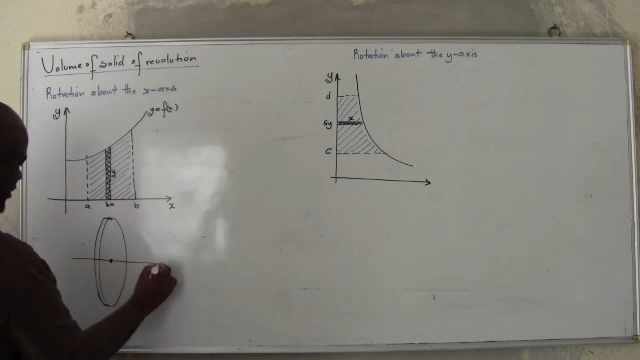 Volume of solid of revolution
Rotation about the x-axis
y
y=f(x)
y
a
δx
b
x
Rotation about the y-axis
y
d
δy
x
c